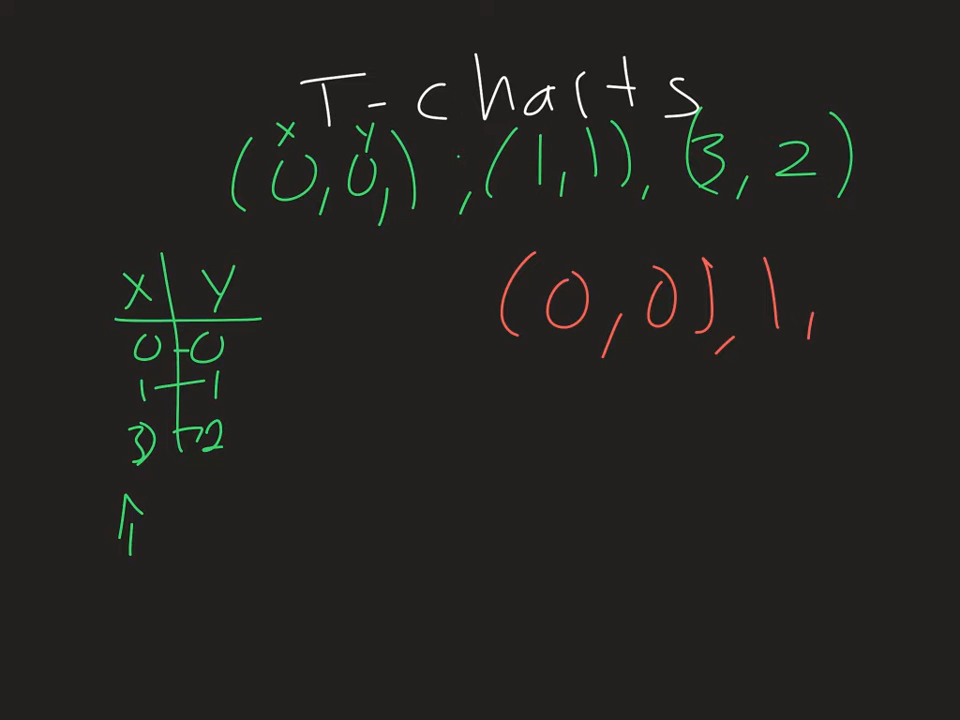 T-charts
x y
(0,0,) ; (1,1), (3,2)
(0,0), 1,
X Y
0 -0
1 - 1
3 2